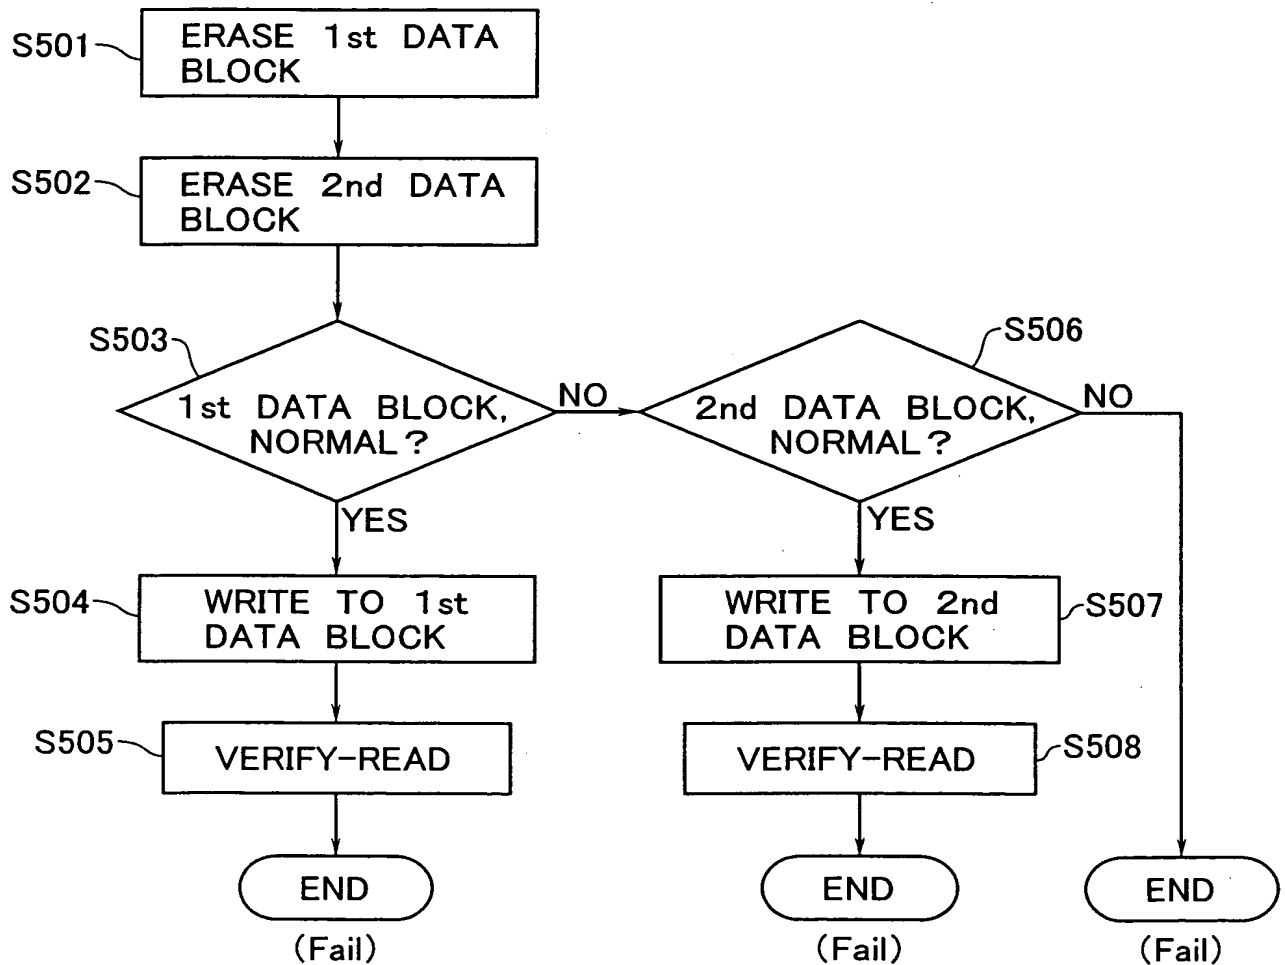 S501
ERASE 1st DATA
BLOCK
S502
ERASE 2nd DATA
BLOCK
S503
1st DATA BLOCK,
NORMAL?
NO
YES
S506
2nd DATA BLOCK,
NORMAL?
NO
YES
S504
WRITE TO 1st
DATA BLOCK
S507
WRITE TO 2nd
DATA BLOCK
S505
VERIFY-READ
S508
VERIFY-READ
END
(Fail)
END
(Fail)
END
(Fail)